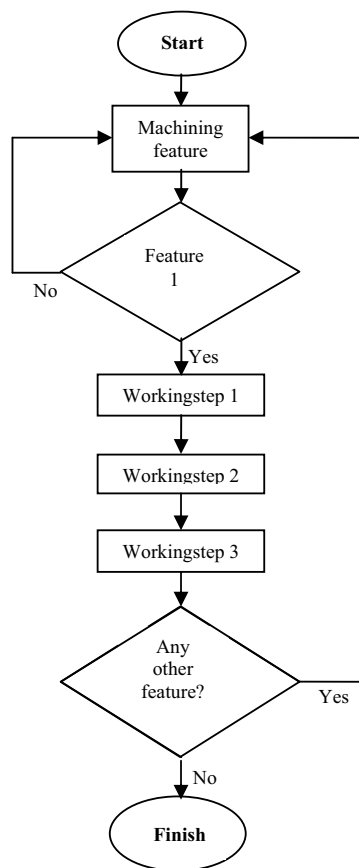 Start
Machining
feature
Feature
1
No
Yes
Workingstep 1
Workingstep 2
Workingstep 3
Any
other
feature?
Yes
No
Finish